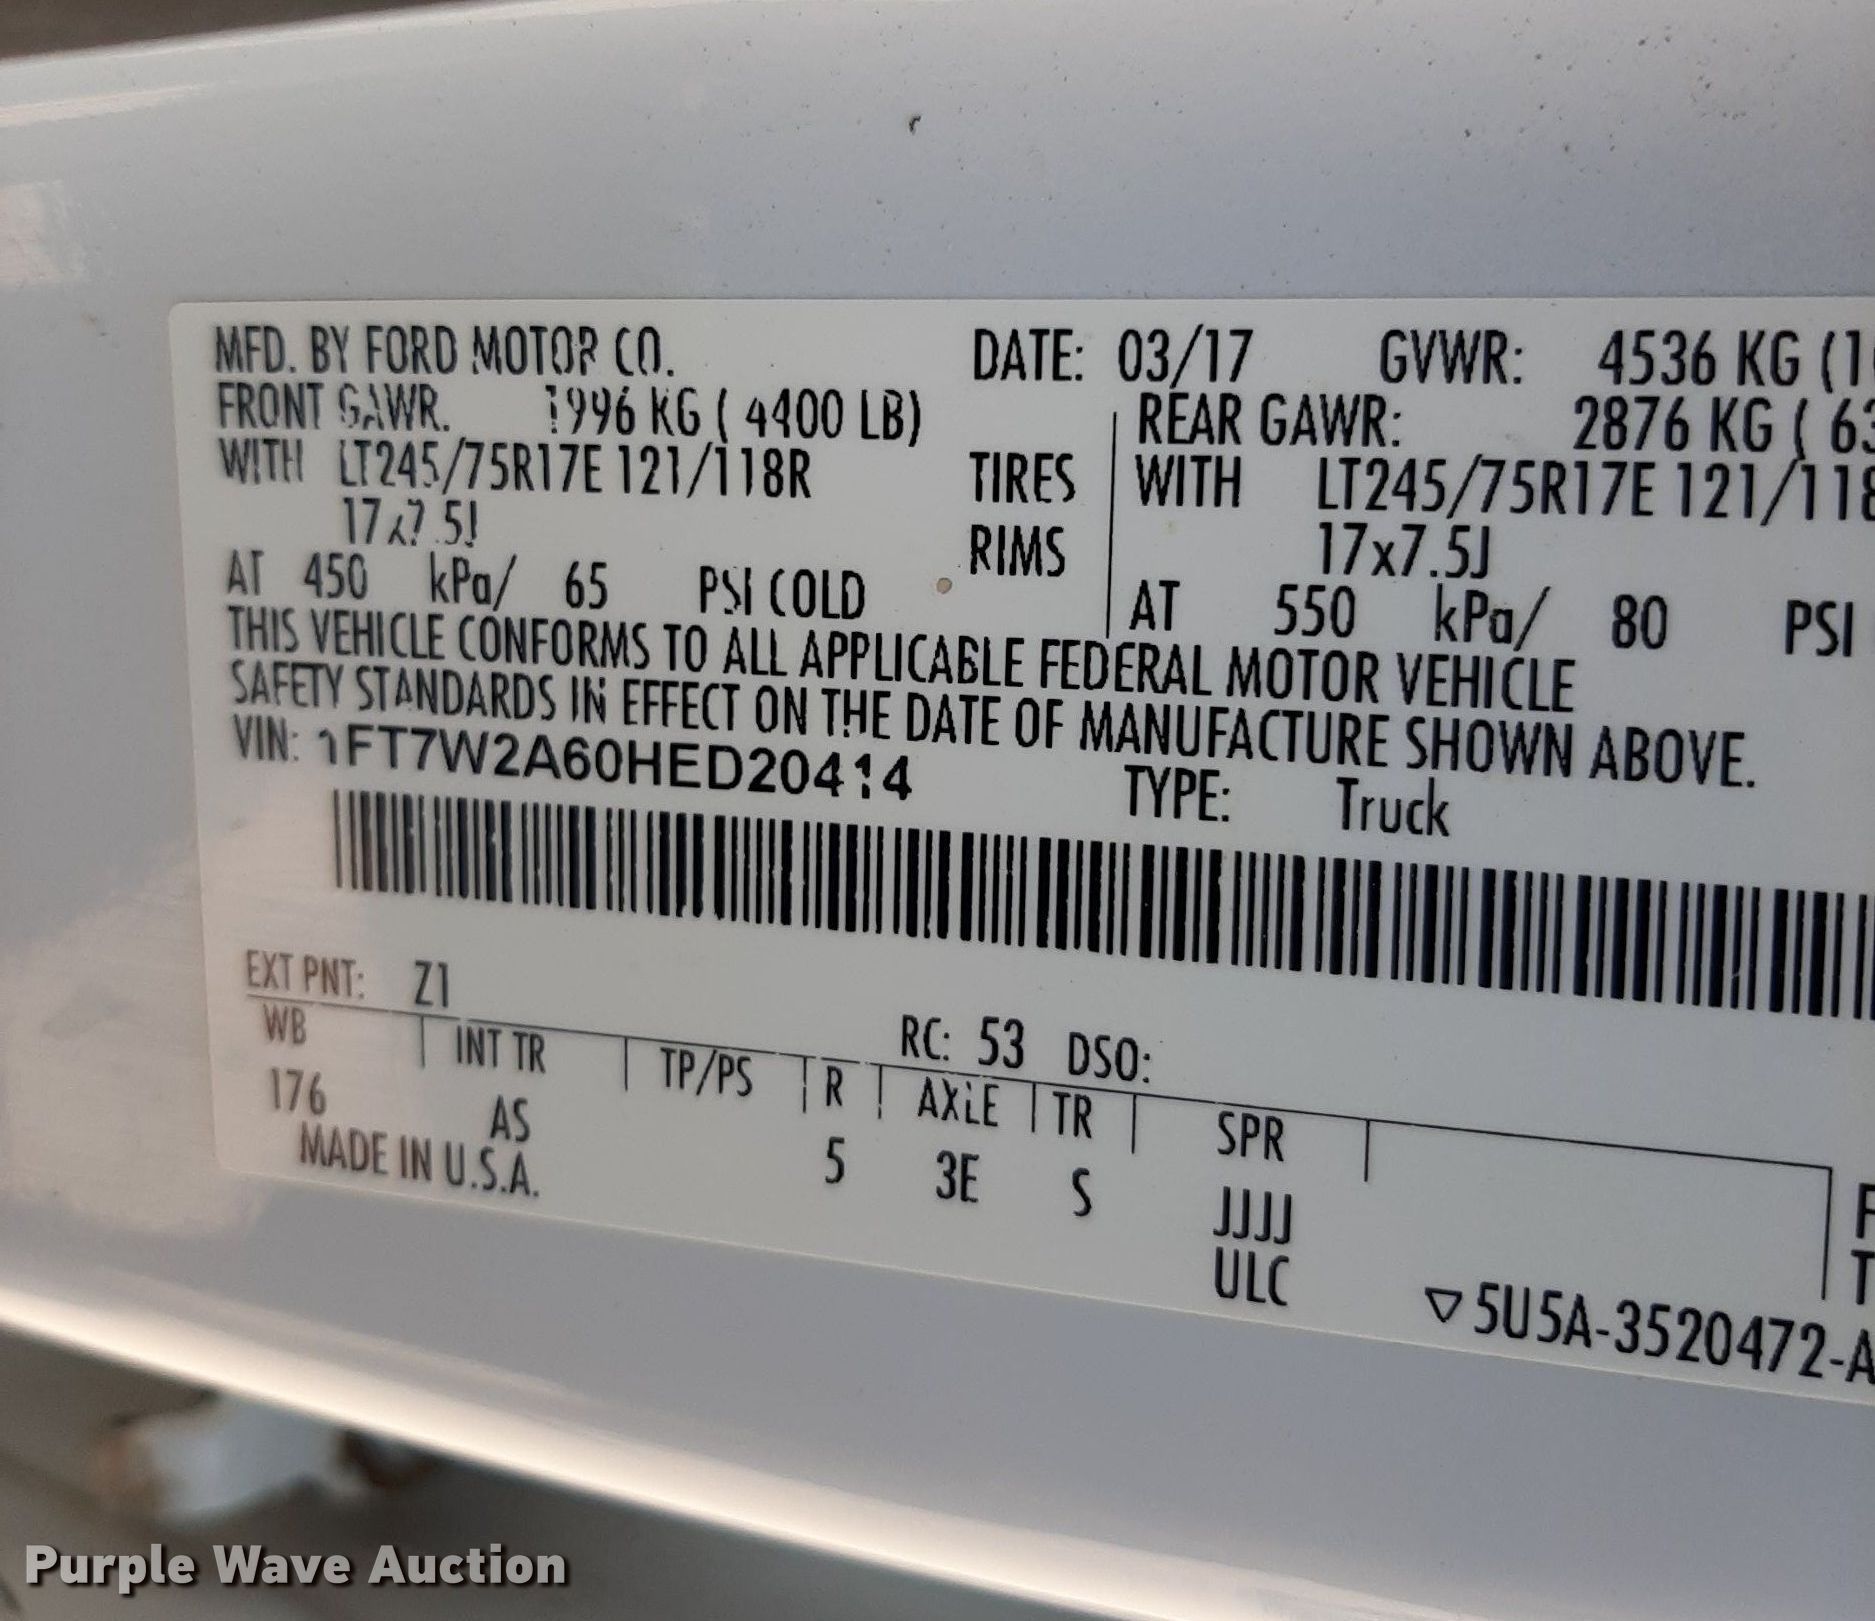 MFD. BY FORD MOTOR CO. DATE: 03/17 GVWR: 4536 KG (1
FRONT GAWR. 1996 KG ( 4400 LB) REAR GAWR: 2876 KG ( 63
WITH LT245/75R17E 121/118R TIRES WITH LT245/75R17E 121/118
17x7.5J RIMS 17x7.5J
AT 450 kPa/ 65 PSI COLD AT 550 kPa/ 80 PSI
THIS VEHICLE CONFORMS TO ALL APPLICABLE FEDERAL MOTOR VEHICLE
SAFETY STANDARDS IN EFFECT ON THE DATE OF MANUFACTURE SHOWN ABOVE.
VIN: 1FT7W2A60HED20414 TYPE: Truck
EXT PNT: Z1 RC: 53 DSO:
WB INT TR TP/PS R AXLE TR SPR
176 AS 5 3E S JJJJ
MADE IN U.S.A. ULC
▽5U5A-3520472-A
Purple Wave Auction